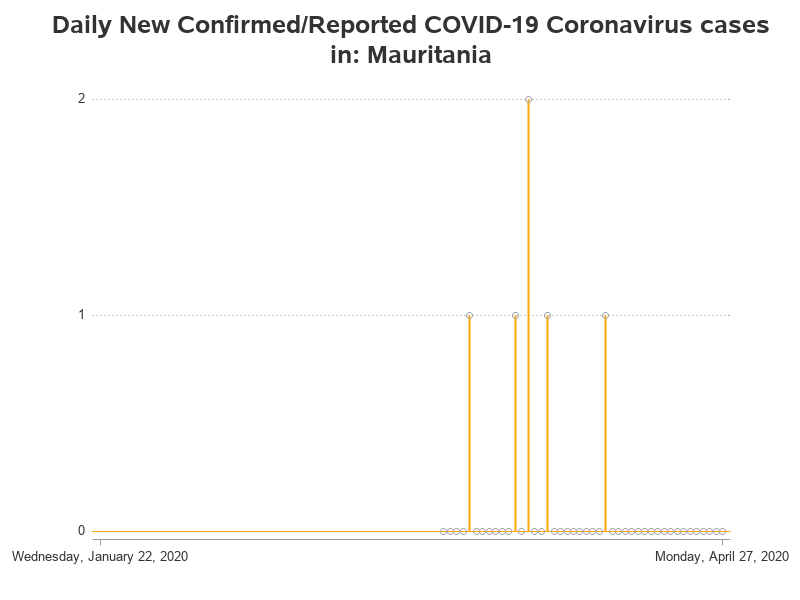 Daily New Confirmed/Reported COVID-19 Coronavirus cases
in: Mauritania
2
1
0
Wednesday, January 22, 2020
Monday, April 27, 2020